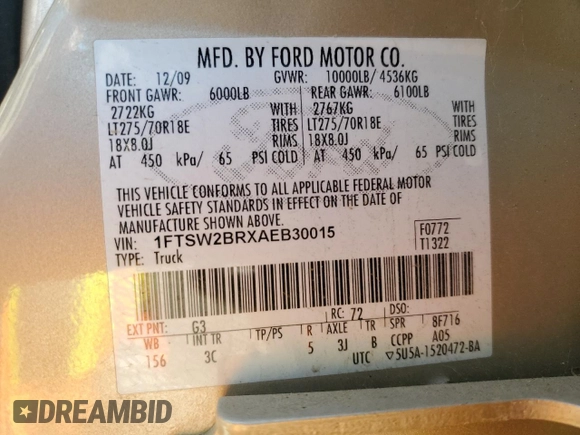 MFD. BY FORD MOTOR CO.
DATE: 12/09 GVWR: 10000LB/ 4536KG
FRONT GAWR: 6000LB REAR GAWR: 6100LB
2722KG WITH 2767KG WITH
LT275/70R18E TIRES LT275/70R18E TIRES
18X8.0J RIMS 18X8.0J RIMS
AT 450 kPa/ 65 PSI COLD AT 450 kPa/ 65 PSI COLD
THIS VEHICLE CONFORMS TO ALL APPLICABLE FEDERAL MOTOR
VEHICLE SAFETY STANDARDS IN EFFECT ON THE DATE OF
MANUFACTURE SHOWN ABOVE.
VIN: 1FTSW2BRXAEB30015 F0772
TYPE: Truck T1322
EXT PNT: G3 RC: 72 DSO:
WB INT TR TP/PS R AXLE TR SPR 8F716
156 3C 5 3J B CCPP A05
UTC 5U5A-1520472-BA
DREAMBID